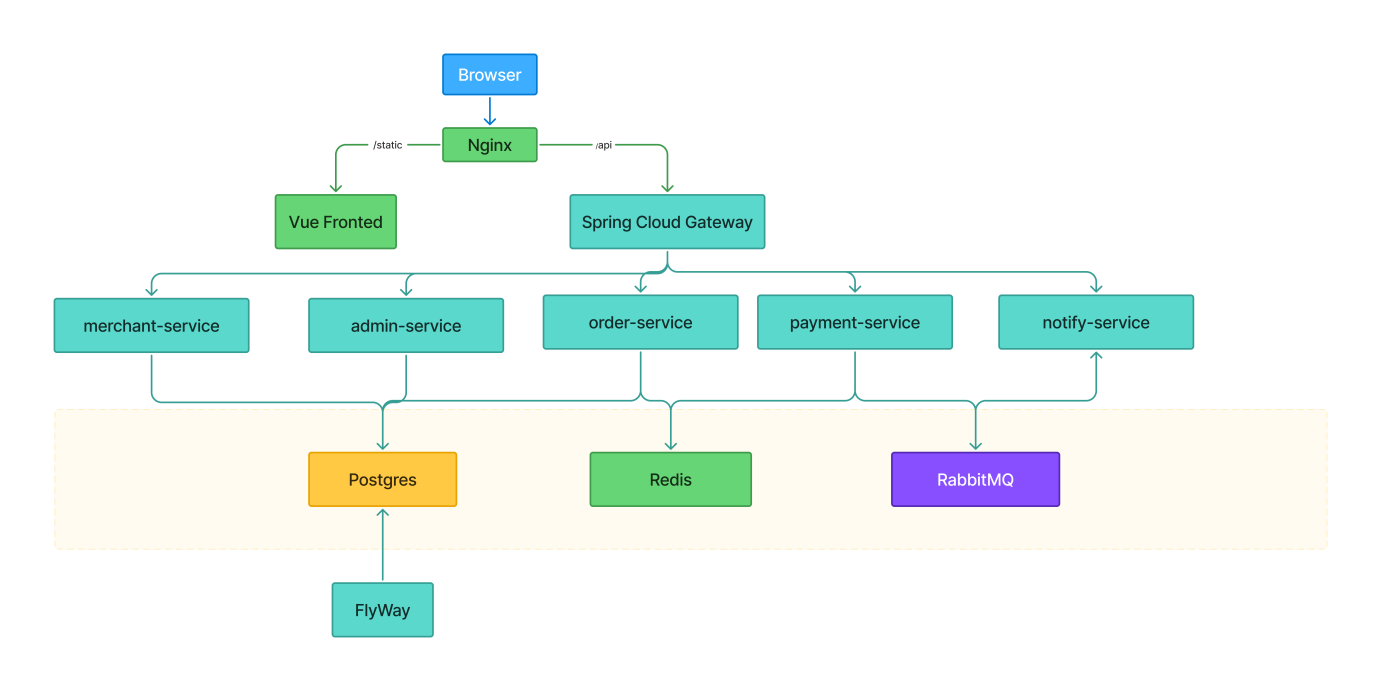 Browser
Nginx
/static
/api
Vue Fronted
Spring Cloud Gateway
merchant-service
admin-service
order-service
payment-service
notify-service
Postgres
Redis
RabbitMQ
FlyWay